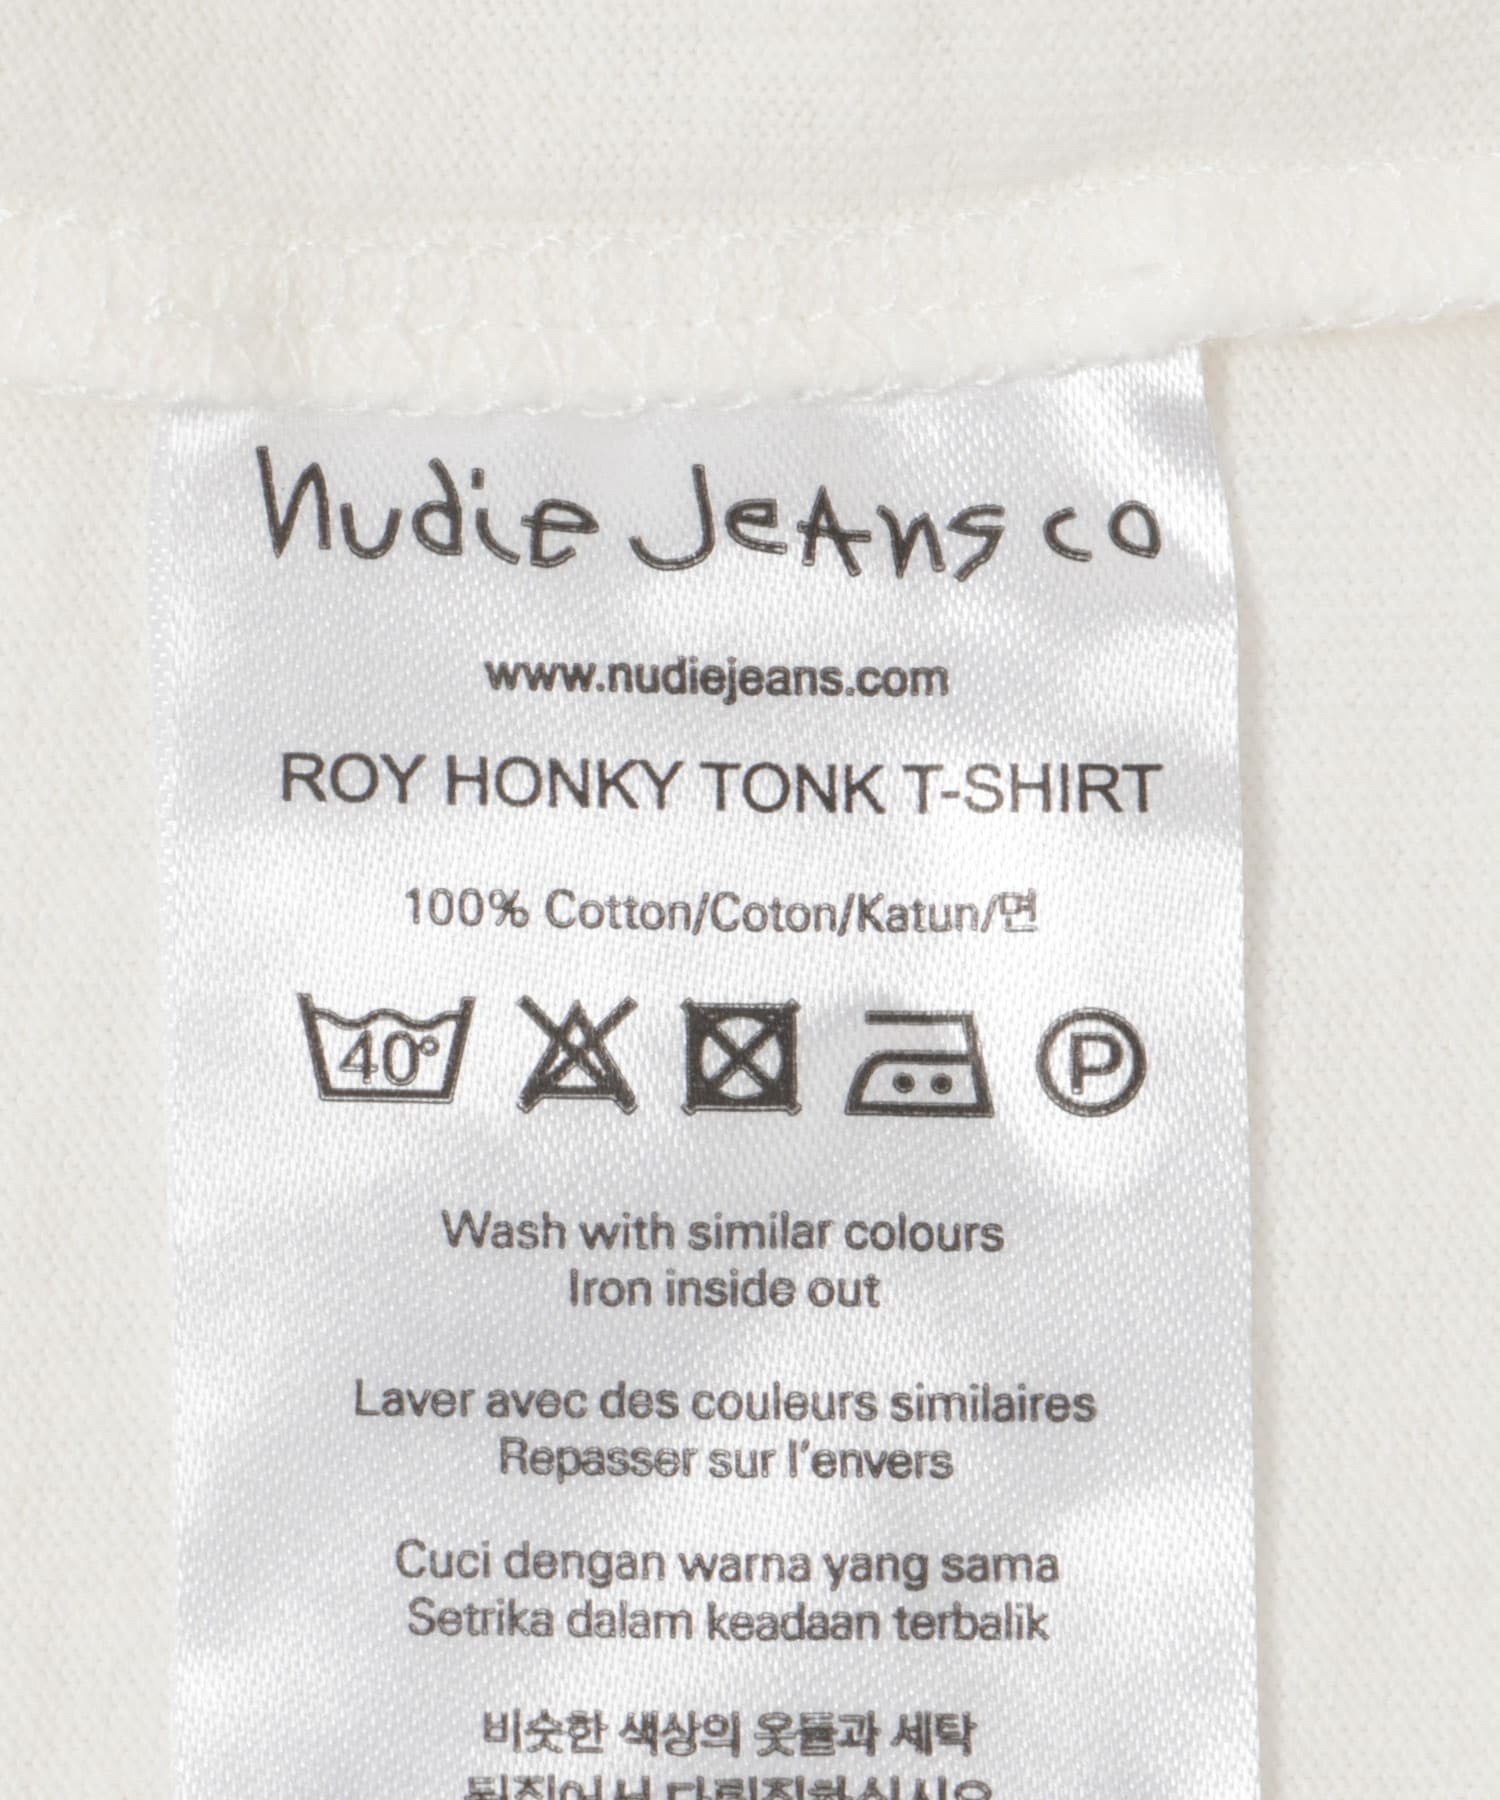 nudie Jeans co
www.nudiejeans.com
ROY HONKY TONK T-SHIRT
100% Cotton/Coton/Katun/면
40°
P
Wash with similar colours
Iron inside out
Laver avec des couleurs similaires
Repasser sur l'envers
Cuci dengan warna yang sama
Setrika dalam keadaan terbalik
비슷한 색상의 옷들과 세탁